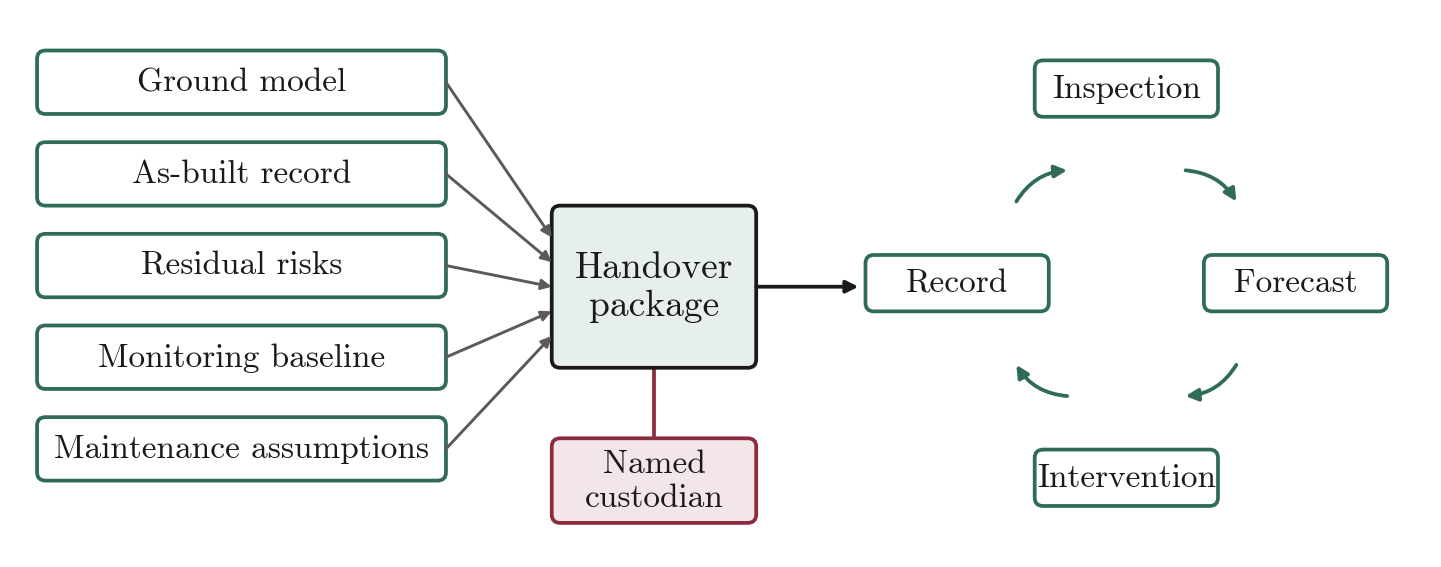 Ground model
As-built record
Residual risks
Monitoring baseline
Maintenance assumptions
Handover
package
Named
custodian
Inspection
Record
Forecast
Intervention